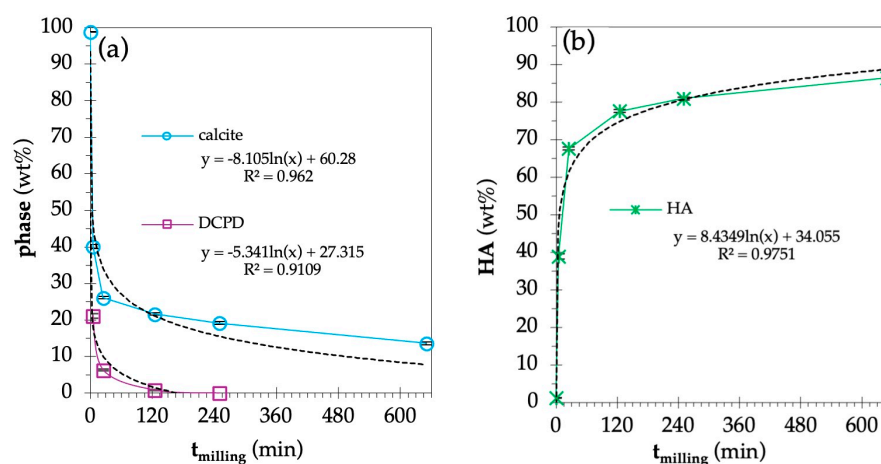 (a)
phase (wt%)
100
90
80
70
60
50
40
30
20
10
0
calcite
y = -8.105ln(x) + 60.28
R² = 0.962
DCPD
y = -5.341ln(x) + 27.315
R² = 0.9109
0 120 240 360 480 600
t_milling (min)
(b)
HA (wt%)
100
90
80
70
60
50
40
30
20
10
0
HA
y = 8.4349ln(x) + 34.055
R² = 0.9751
0 120 240 360 480 600
t_milling (min)